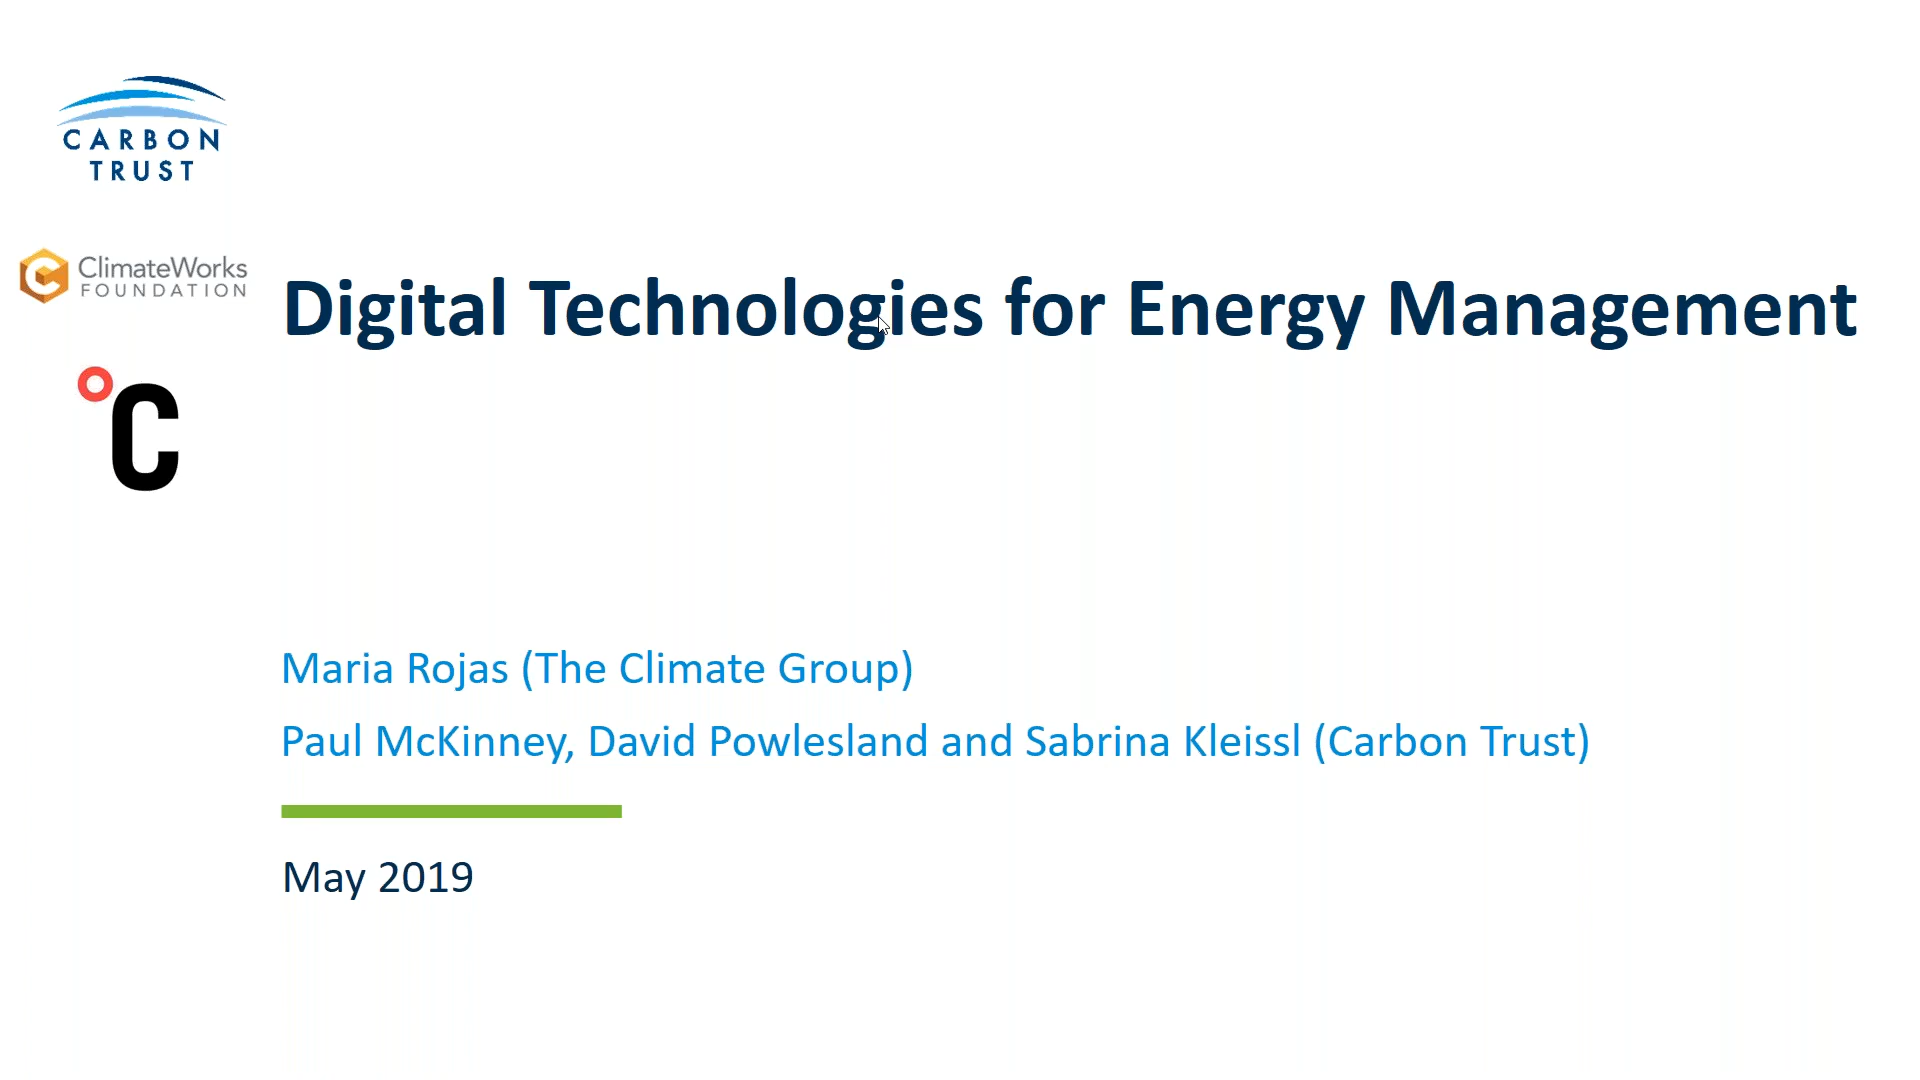 CARBON
TRUST
ClimateWorks
FOUNDATION
Digital Technologies for Energy Management
°C
Maria Rojas (The Climate Group)
Paul McKinney, David Powlesland and Sabrina Kleissl (Carbon Trust)
May 2019